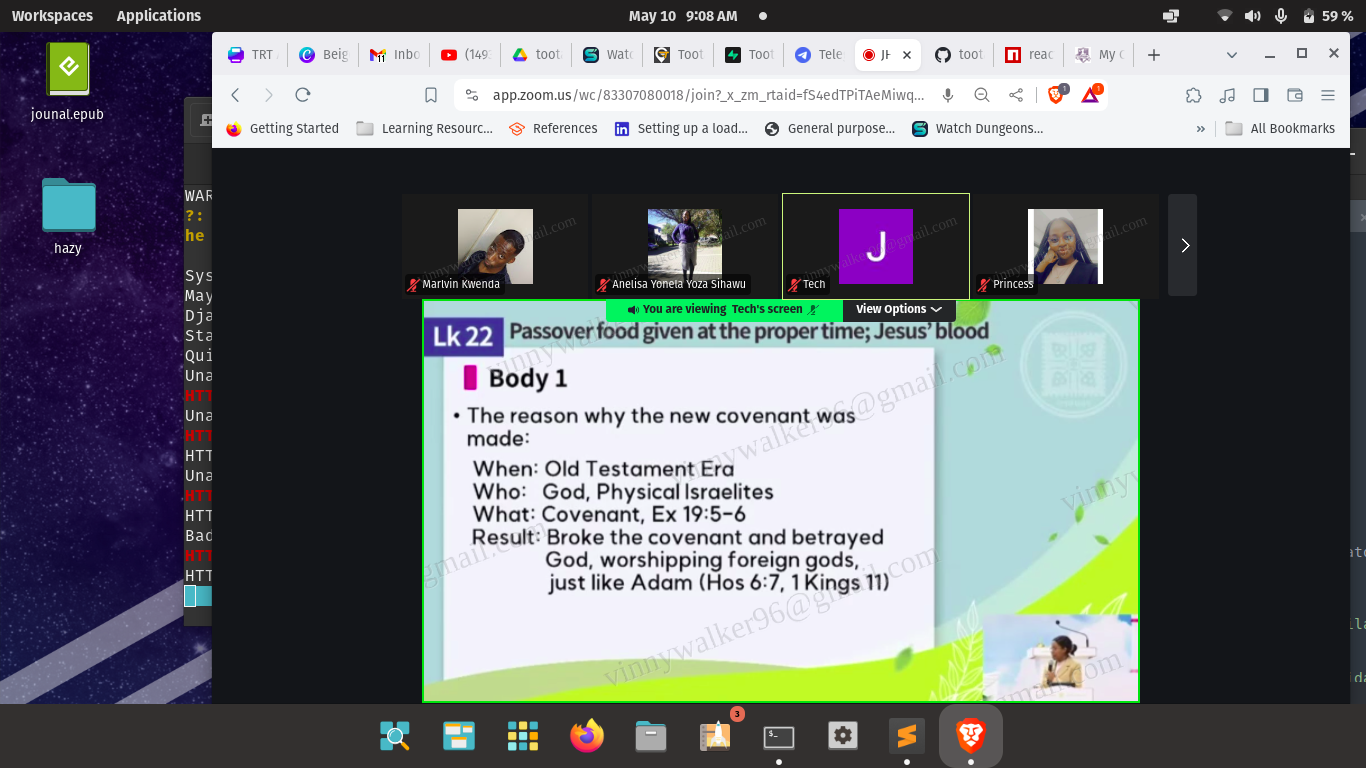 Workspaces Applications May 10 9:08 AM 59 %
jounal.epub
hazy
TRT Beig Inbo (149 toot Wat Toot Toot Tele JH toot reac My C
app.zoom.us/wc/83307080018/join?_x_zm_rtaid=fS4edTPiTAeMiwq... 1 1
Getting Started Learning Resourc... References Setting up a load... General purpose... Watch Dungeons... » All Bookmarks
WAR
?:
he
Sys
May
Dja
Sta
Qui
Una
HTT
Una
HTT
HTT
Una
HTT
HTT
Bad
HTT
HTT
J
Marlvin Kwenda Anelisa Yonela Yoza Sihawu Tech Princess
You are viewing Tech's screen View Options
Lk 22 Passover food given at the proper time; Jesus' blood
Body 1
• The reason why the new covenant was
made:
When: Old Testament Era
Who: God, Physical Israelites
What: Covenant, Ex 19:5-6
Result: Broke the covenant and betrayed
God, worshipping foreign gods,
just like Adam (Hos 6:7, 1 Kings 11)
vinnywalker96@gmail.com
vinnywalker96@gmail.com
3